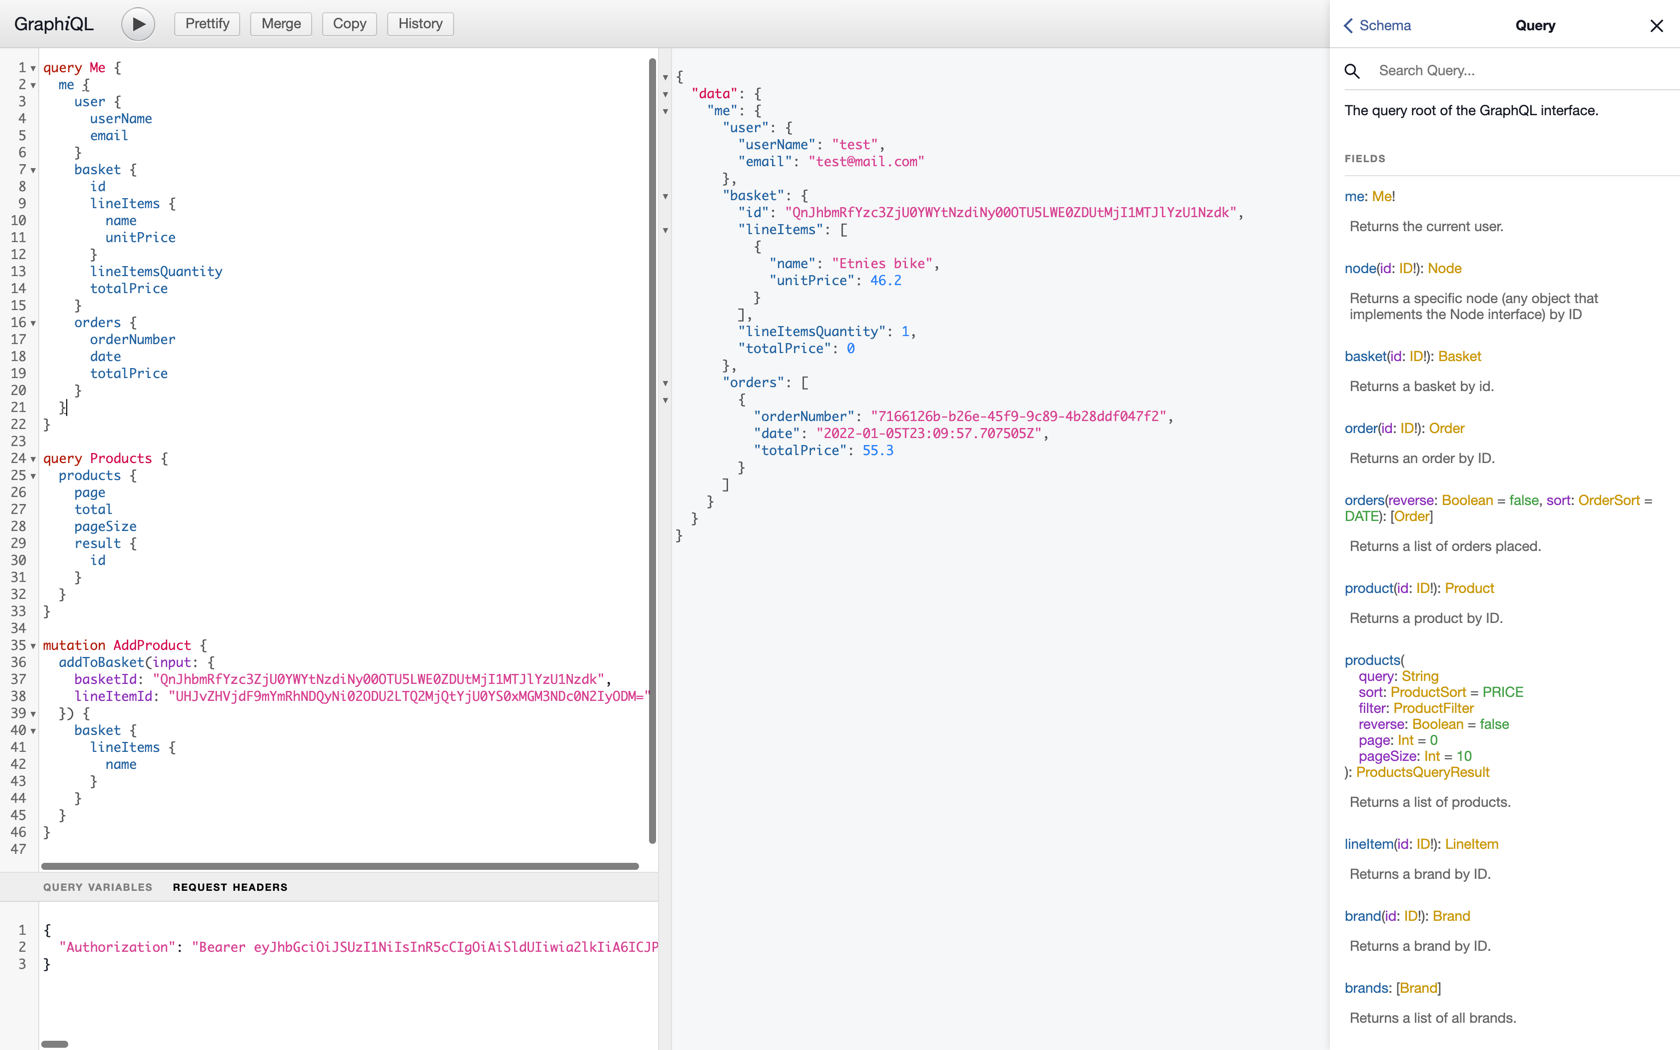 GraphiQL
Prettify
Merge
Copy
History
1 query Me {
2   me {
3     user {
4       userName
5       email
6     }
7     basket {
8       id
9       lineItems {
10         name
11         unitPrice
12       }
13       lineItemsQuantity
14       totalPrice
15     }
16     orders {
17       orderNumber
18       date
19       totalPrice
20     }
21   }
22 }
23
24 query Products {
25   products {
26     page
27     total
28     pageSize
29     result {
30       id
31     }
32   }
33 }
34
35 mutation AddProduct {
36   addToBasket(input: {
37     basketId: "QnJhbmRfYzc3ZjU0YWYtNzdiNy00OTU5LWE0ZDUtMjI1MTJlYzU1Nzdk",
38     lineItemId: "UHJvZHVjdF9mYmRhNDQyNi02ODU2LTQ2MjQtYjU0YS0xMGM3NDc0N2IyODM="
39   }) {
40     basket {
41       lineItems {
42         name
43       }
44     }
45   }
46 }
47
QUERY VARIABLES
REQUEST HEADERS
1 {
2   "Authorization": "Bearer eyJhbGciOiJSUzI1NiIsInR5cCIgOiAiSldUIiwia2lkIiA6ICJP
3 }
{
  "data": {
    "me": {
      "user": {
        "userName": "test",
        "email": "test@mail.com"
      },
      "basket": {
        "id": "QnJhbmRfYzc3ZjU0YWYtNzdiNy00OTU5LWE0ZDUtMjI1MTJlYzU1Nzdk",
        "lineItems": [
          {
            "name": "Etnies bike",
            "unitPrice": 46.2
          }
        ],
        "lineItemsQuantity": 1,
        "totalPrice": 0
      },
      "orders": [
        {
          "orderNumber": "7166126b-b26e-45f9-9c89-4b28ddf047f2",
          "date": "2022-01-05T23:09:57.707505Z",
          "totalPrice": 55.3
        }
      ]
    }
  }
}
Schema
Query
Search Query...
The query root of the GraphQL interface.
FIELDS
me: Me!
Returns the current user.
node(id: ID!): Node
Returns a specific node (any object that
implements the Node interface) by ID
basket(id: ID!): Basket
Returns a basket by id.
order(id: ID!): Order
Returns an order by ID.
orders(reverse: Boolean = false, sort: OrderSort =
DATE): [Order]
Returns a list of orders placed.
product(id: ID!): Product
Returns a product by ID.
products(
query: String
sort: ProductSort = PRICE
filter: ProductFilter
reverse: Boolean = false
page: Int = 0
pageSize: Int = 10
): ProductsQueryResult
Returns a list of products.
lineItem(id: ID!): LineItem
Returns a brand by ID.
brand(id: ID!): Brand
Returns a brand by ID.
brands: [Brand]
Returns a list of all brands.